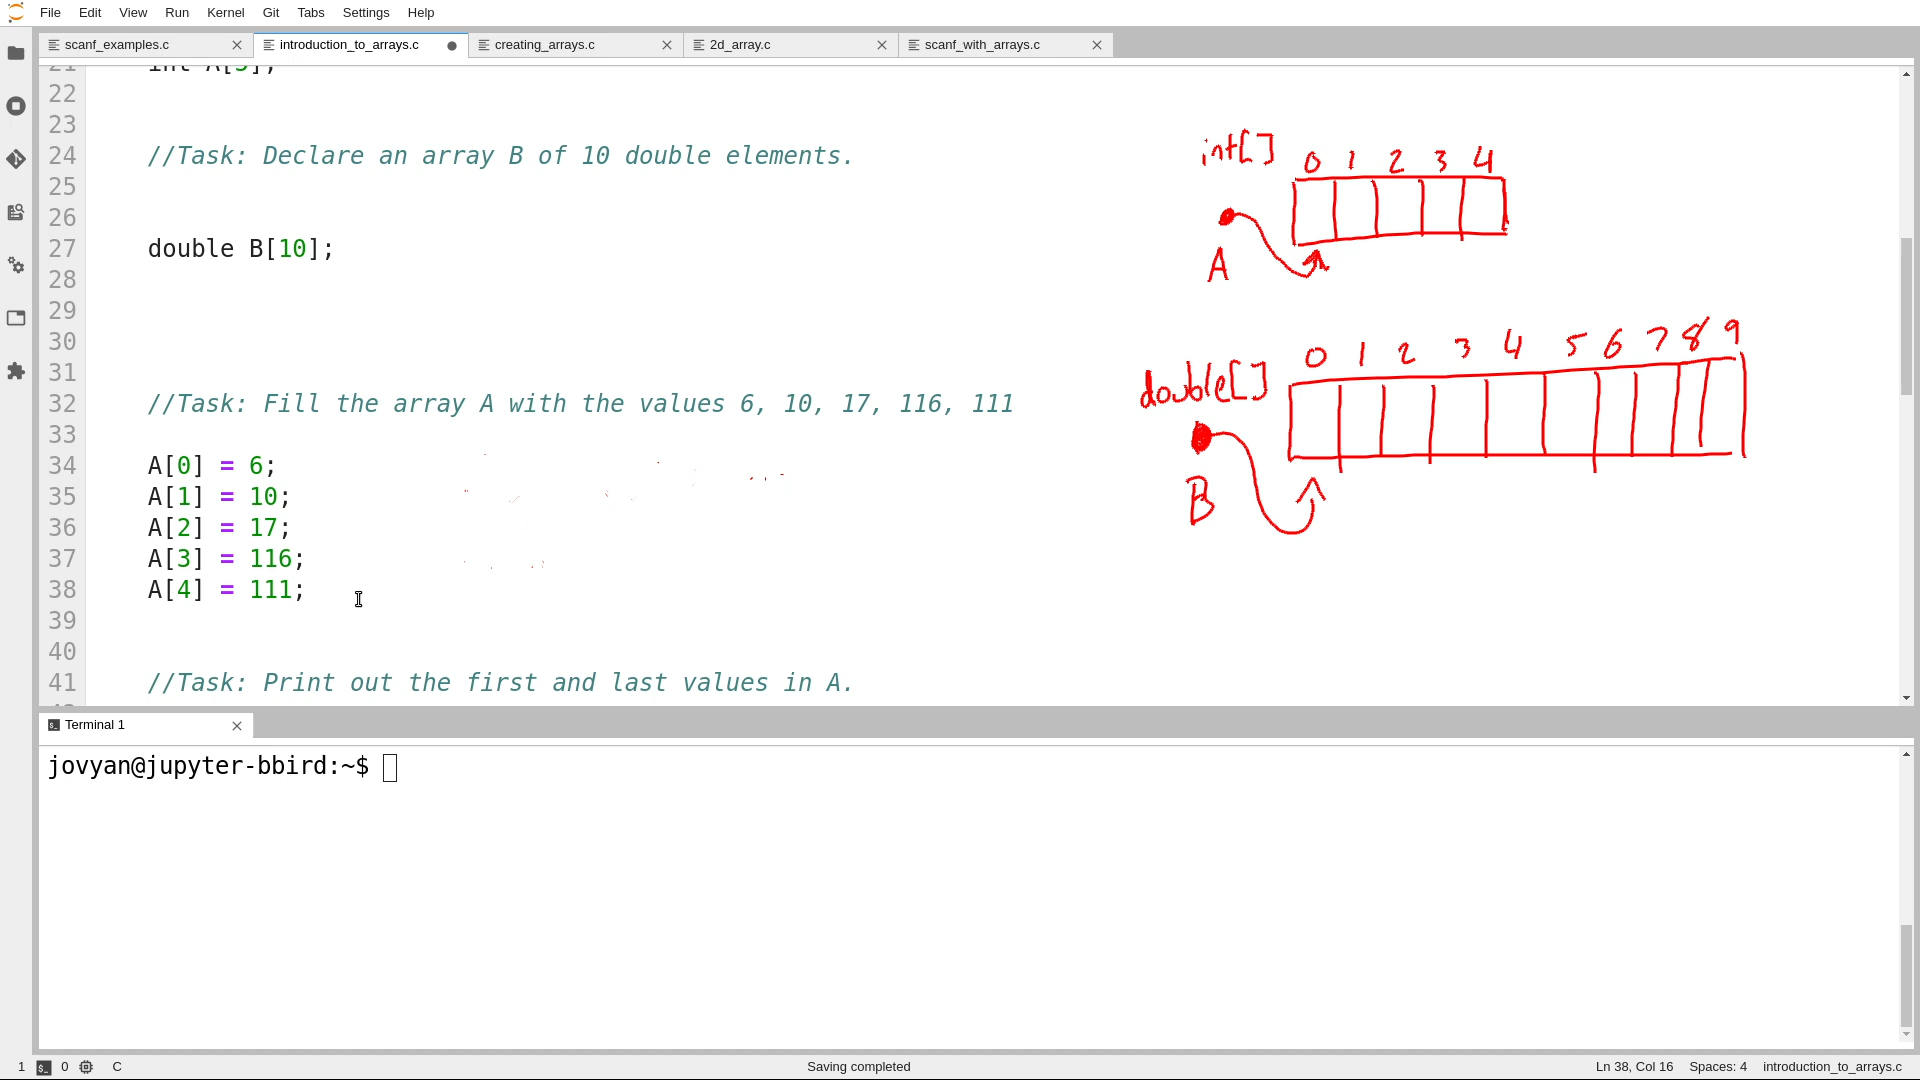 File Edit View Run Kernel Git Tabs Settings Help
scanf_examples.c introduction_to_arrays.c creating_arrays.c 2d_array.c scanf_with_arrays.c
21 int A[5];
22
23
24 //Task: Declare an array B of 10 double elements.
25
26
27 double B[10];
28
29
30
31
32 //Task: Fill the array A with the values 6, 10, 17, 116, 111
33
34 A[0] = 6;
35 A[1] = 10;
36 A[2] = 17;
37 A[3] = 116;
38 A[4] = 111;
39
40
41 //Task: Print out the first and last values in A.
int[] 0 1 2 3 4
A
0 1 2 3 4 5 6 7 8 9
double[]
B
Terminal 1
jovyan@jupyter-bbird:~$
1 0 C Saving completed Ln 38, Col 16 Spaces: 4 introduction_to_arrays.c